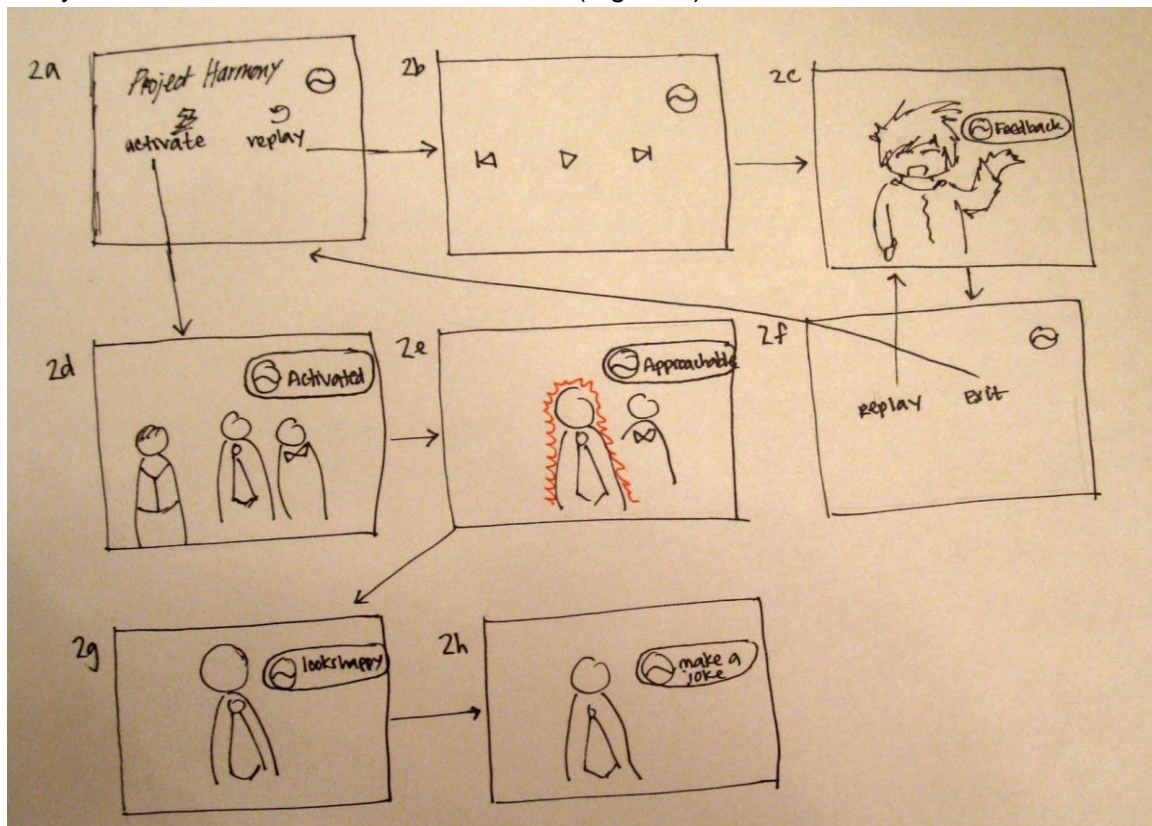 2a
Project Harmony
activate
replay
2b
2c
Feedback
2d
Activated
2e
Approachable
2f
Replay
Exit
2g
looks happy
2h
make a
joke